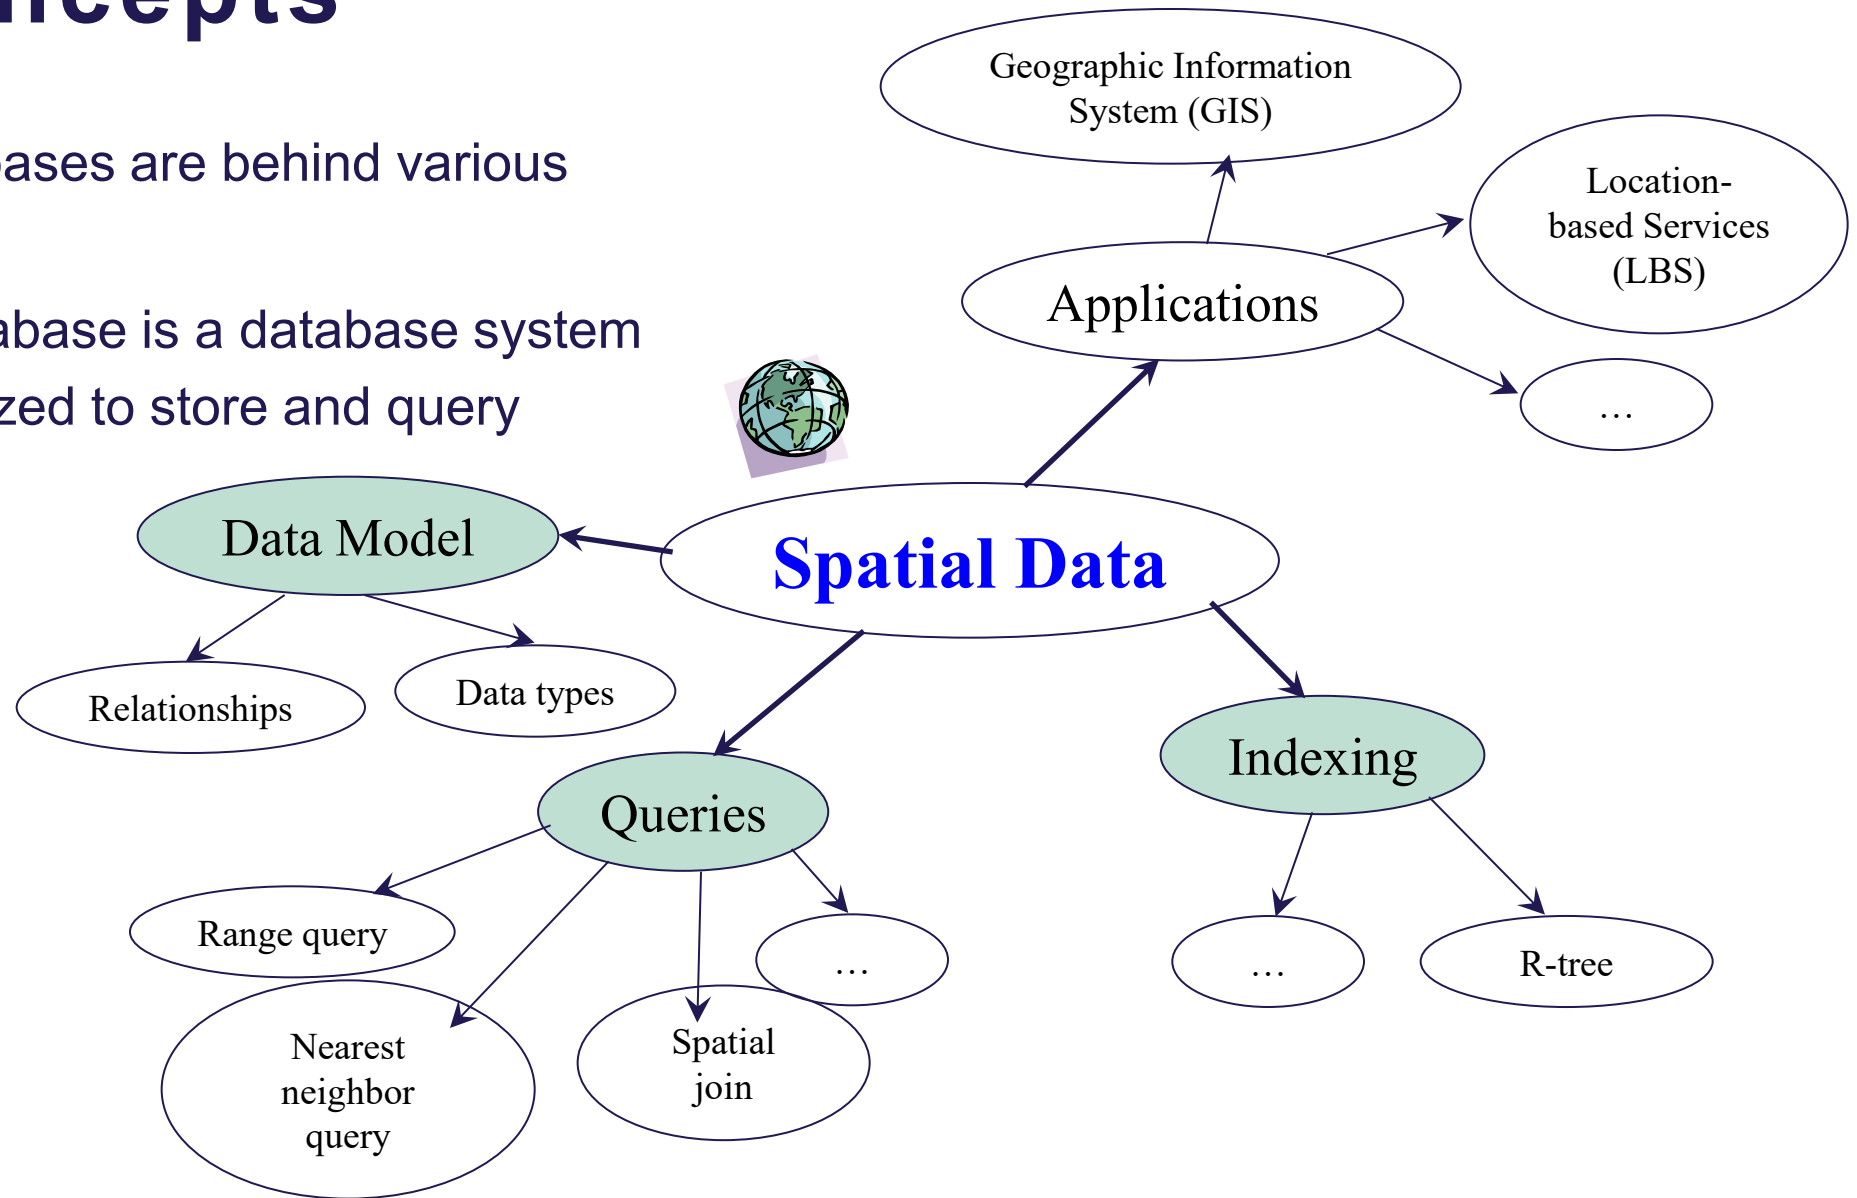 ncepts
bases are behind various
abase is a database system
zed to store and query
Geographic Information
System (GIS)
Location-
based Services
(LBS)
Applications
…
Spatial Data
Data Model
Relationships
Data types
Queries
Indexing
Range query
Nearest
neighbor
query
Spatial
join
…
…
R-tree